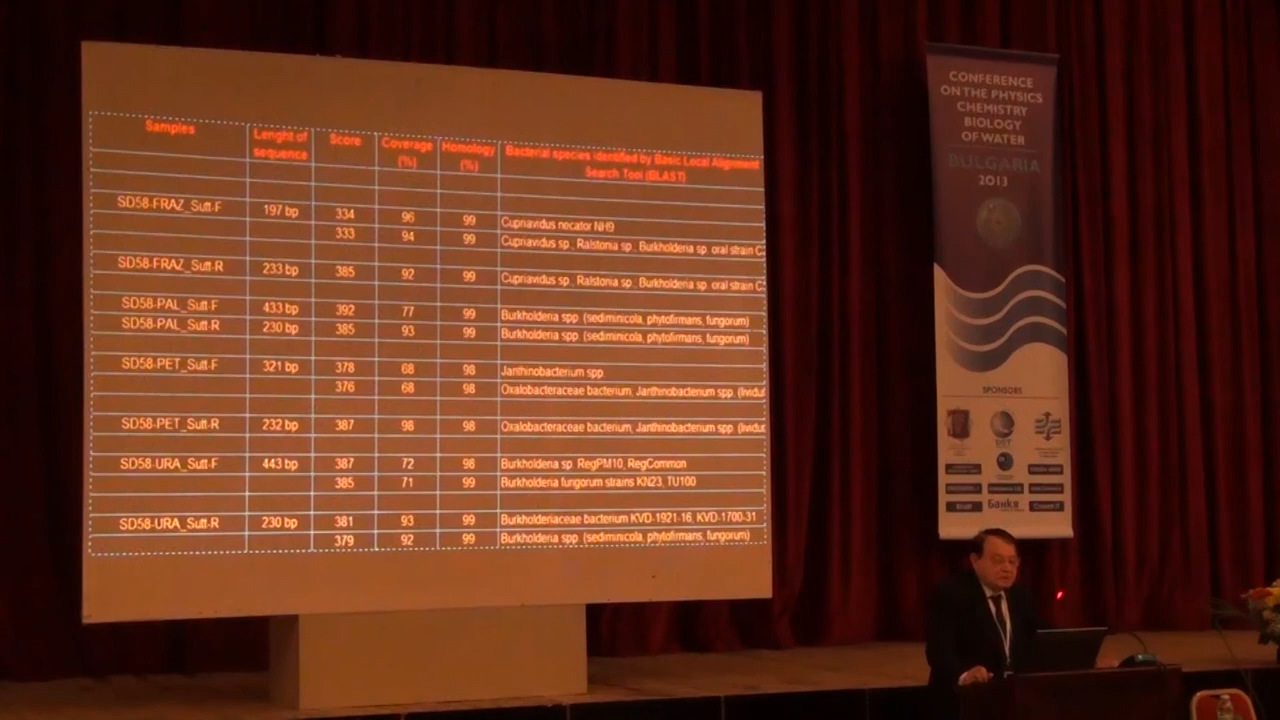 Samples Lenght of sequence Score Coverage (%) Homology (%) Bacterial species identified by Basic Local Alignment Search Tool (BLAST)
SD58-FRAZ_Sutt-F 197 bp 334 96 99 Cupriavidus necator NH9
333 94 99 Cupriavidus sp., Ralstonia sp., Burkholderia sp. oral strain C
SD58-FRAZ_Sutt-R 233 bp 385 92 99 Cupriavidus sp., Ralstonia sp., Burkholderia sp. oral strain C
SD58-PAL_Sutt-F 433 bp 392 77 99 Burkholderia spp. (sediminicola, phytofirmans, fungorum)
SD58-PAL_Sutt-R 230 bp 385 93 99 Burkholderia spp. (sediminicola, phytofirmans, fungorum)
SD58-PET_Sutt-F 321 bp 378 68 98 Janthinobacterium spp.
376 68 98 Oxalobacteraceae bacterium, Janthinobacterium spp. (lividu
SD58-PET_Sutt-R 232 bp 387 98 98 Oxalobacteraceae bacterium, Janthinobacterium spp. (lividu
SD58-URA_Sutt-F 443 bp 387 72 98 Burkholderia sp. RegPM10, RegCommon
385 71 99 Burkholderia fungorum strains KN23, TU100
SD58-URA_Sutt-R 230 bp 381 93 99 Burkholderiaceae bacterium KVD-1921-16, KVD-1700-31
379 92 99 Burkholderia spp. (sediminicola, phytofirmans, fungorum)
CONFERENCE
ON THE PHYSICS
CHEMISTRY
BIOLOGY
OF WATER
BULGARIA
2013
SPONSORS
Банкя